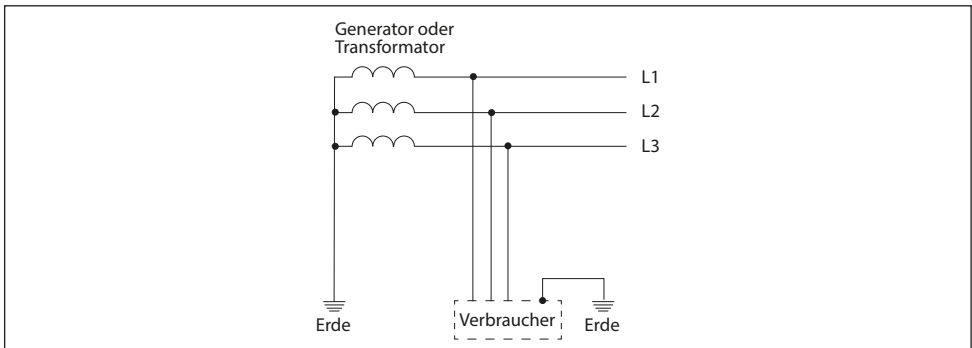 Generator oder
Transformator
L1
L2
L3
Erde
Verbraucher
Erde